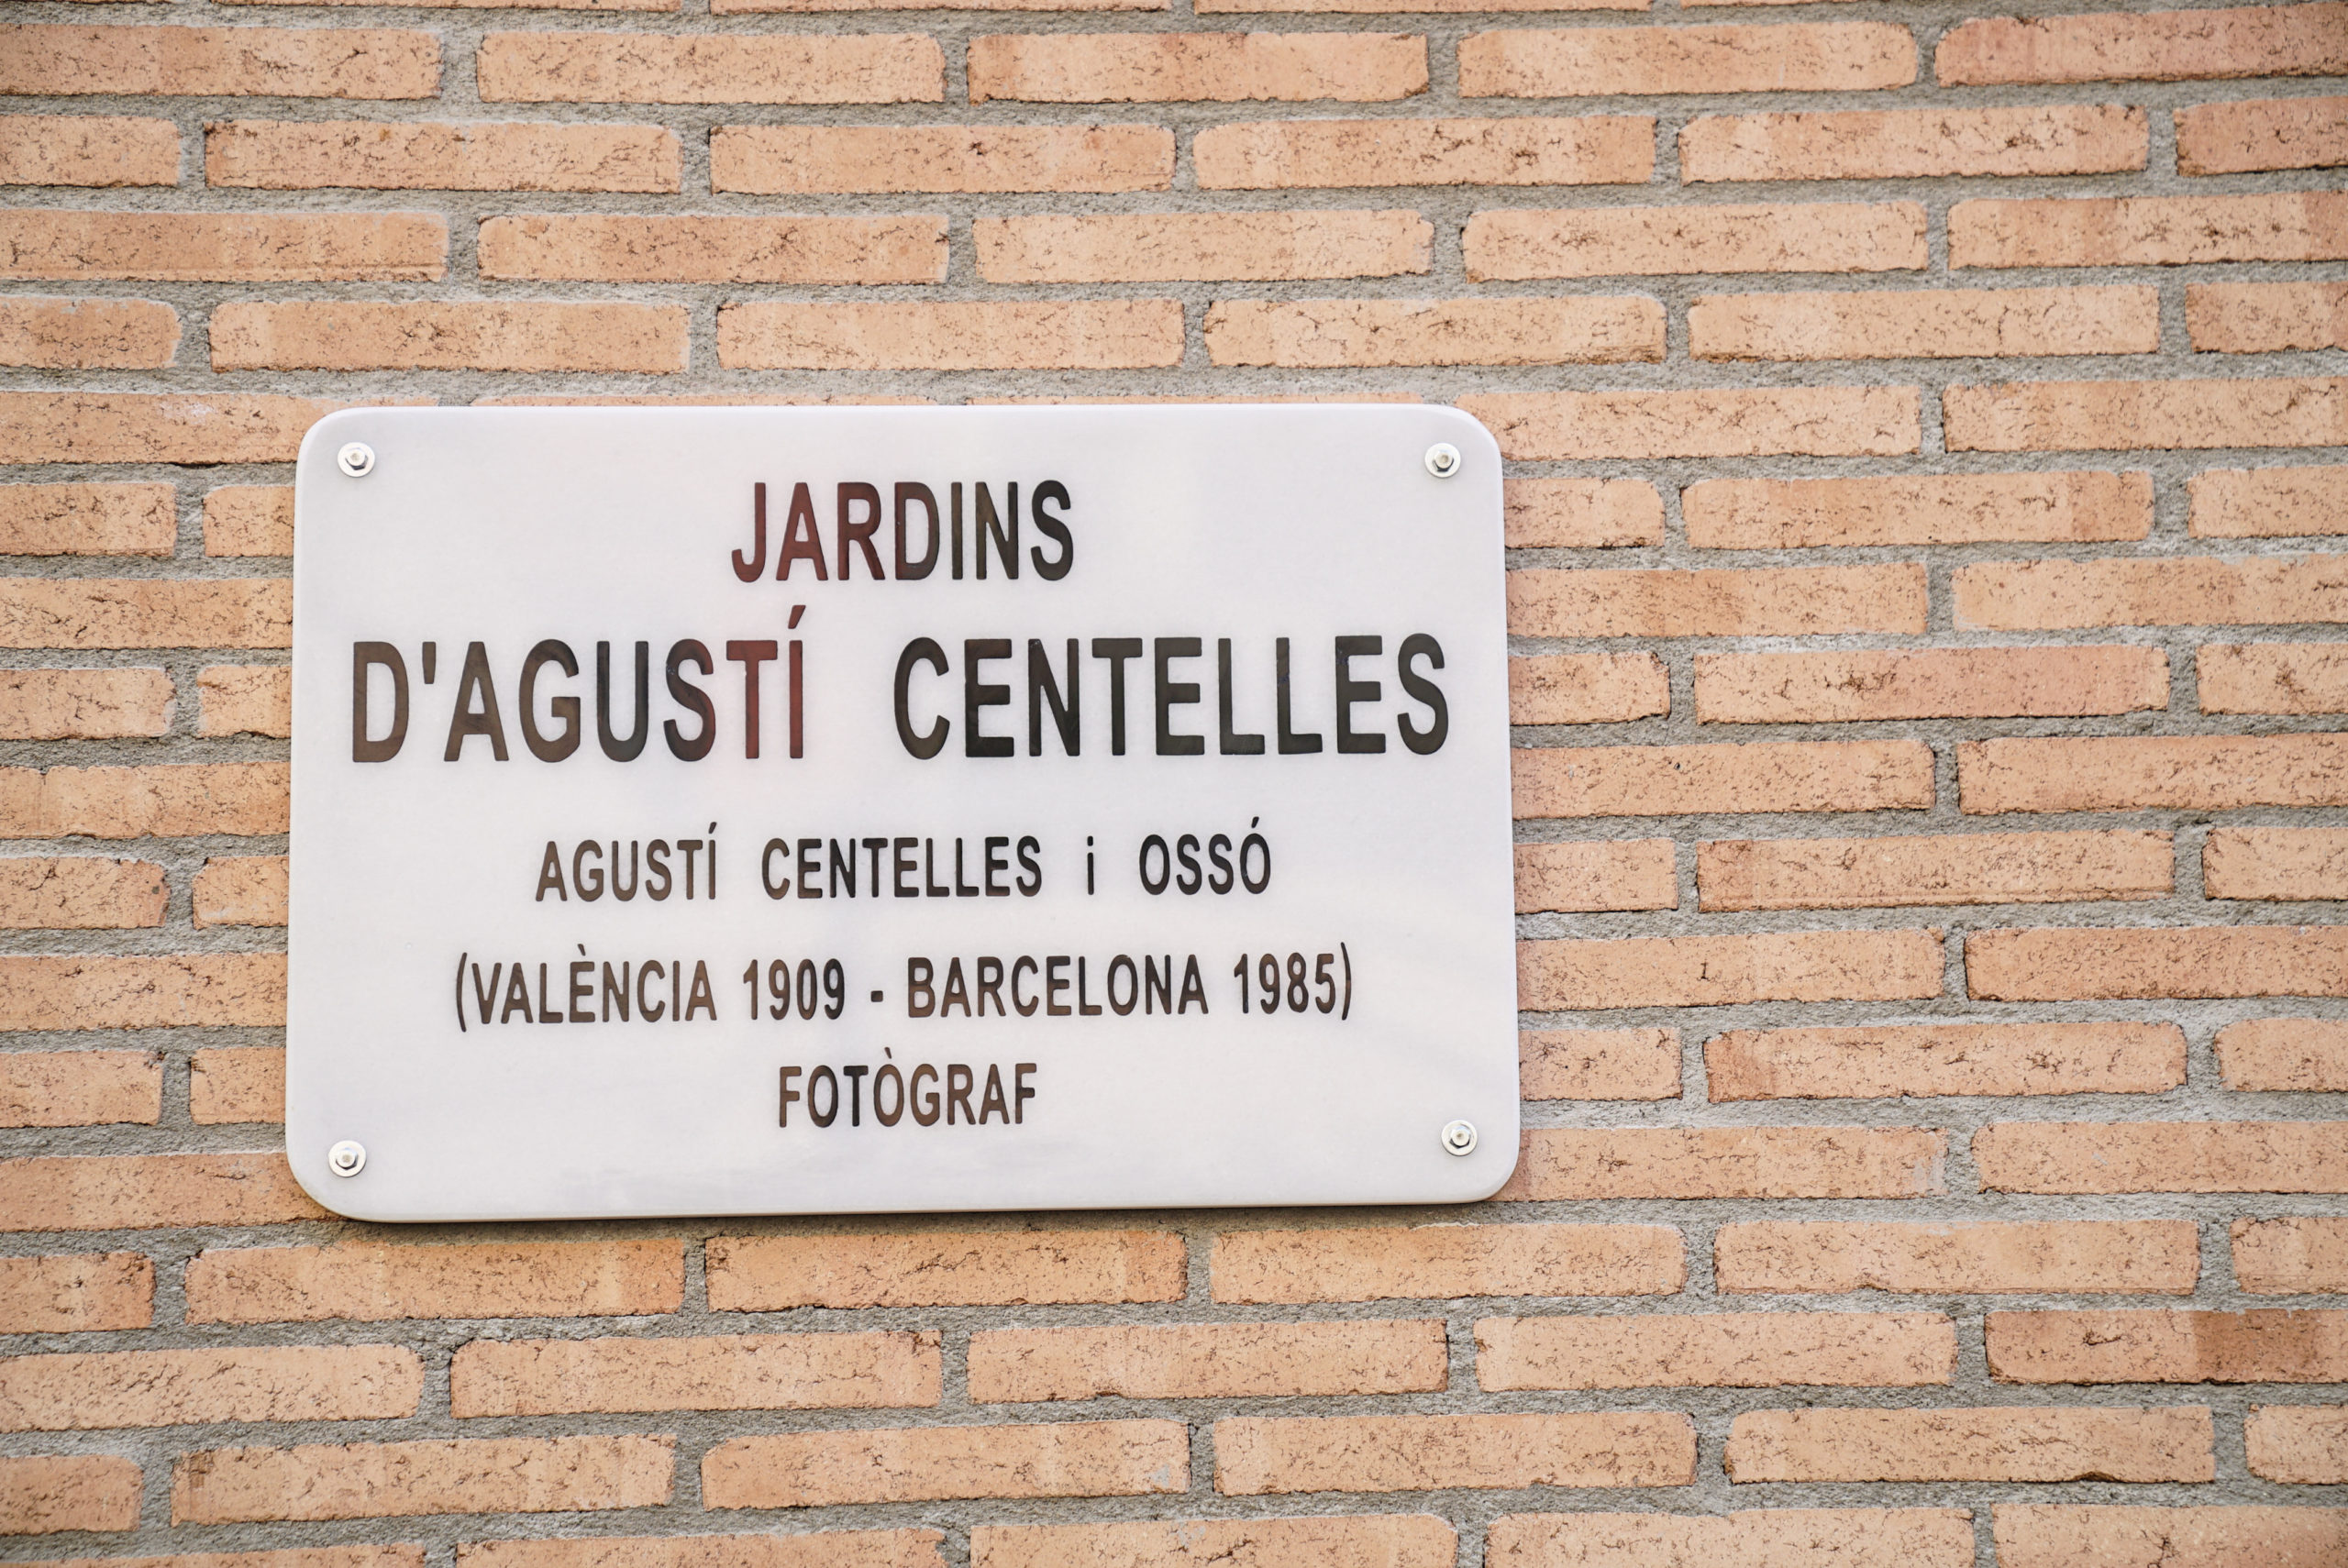 JARDINS
D'AGUSTÍ CENTELLES
AGUSTÍ CENTELLES i OSSÓ
(VALÈNCIA 1909 - BARCELONA 1985)
FOTÒGRAF